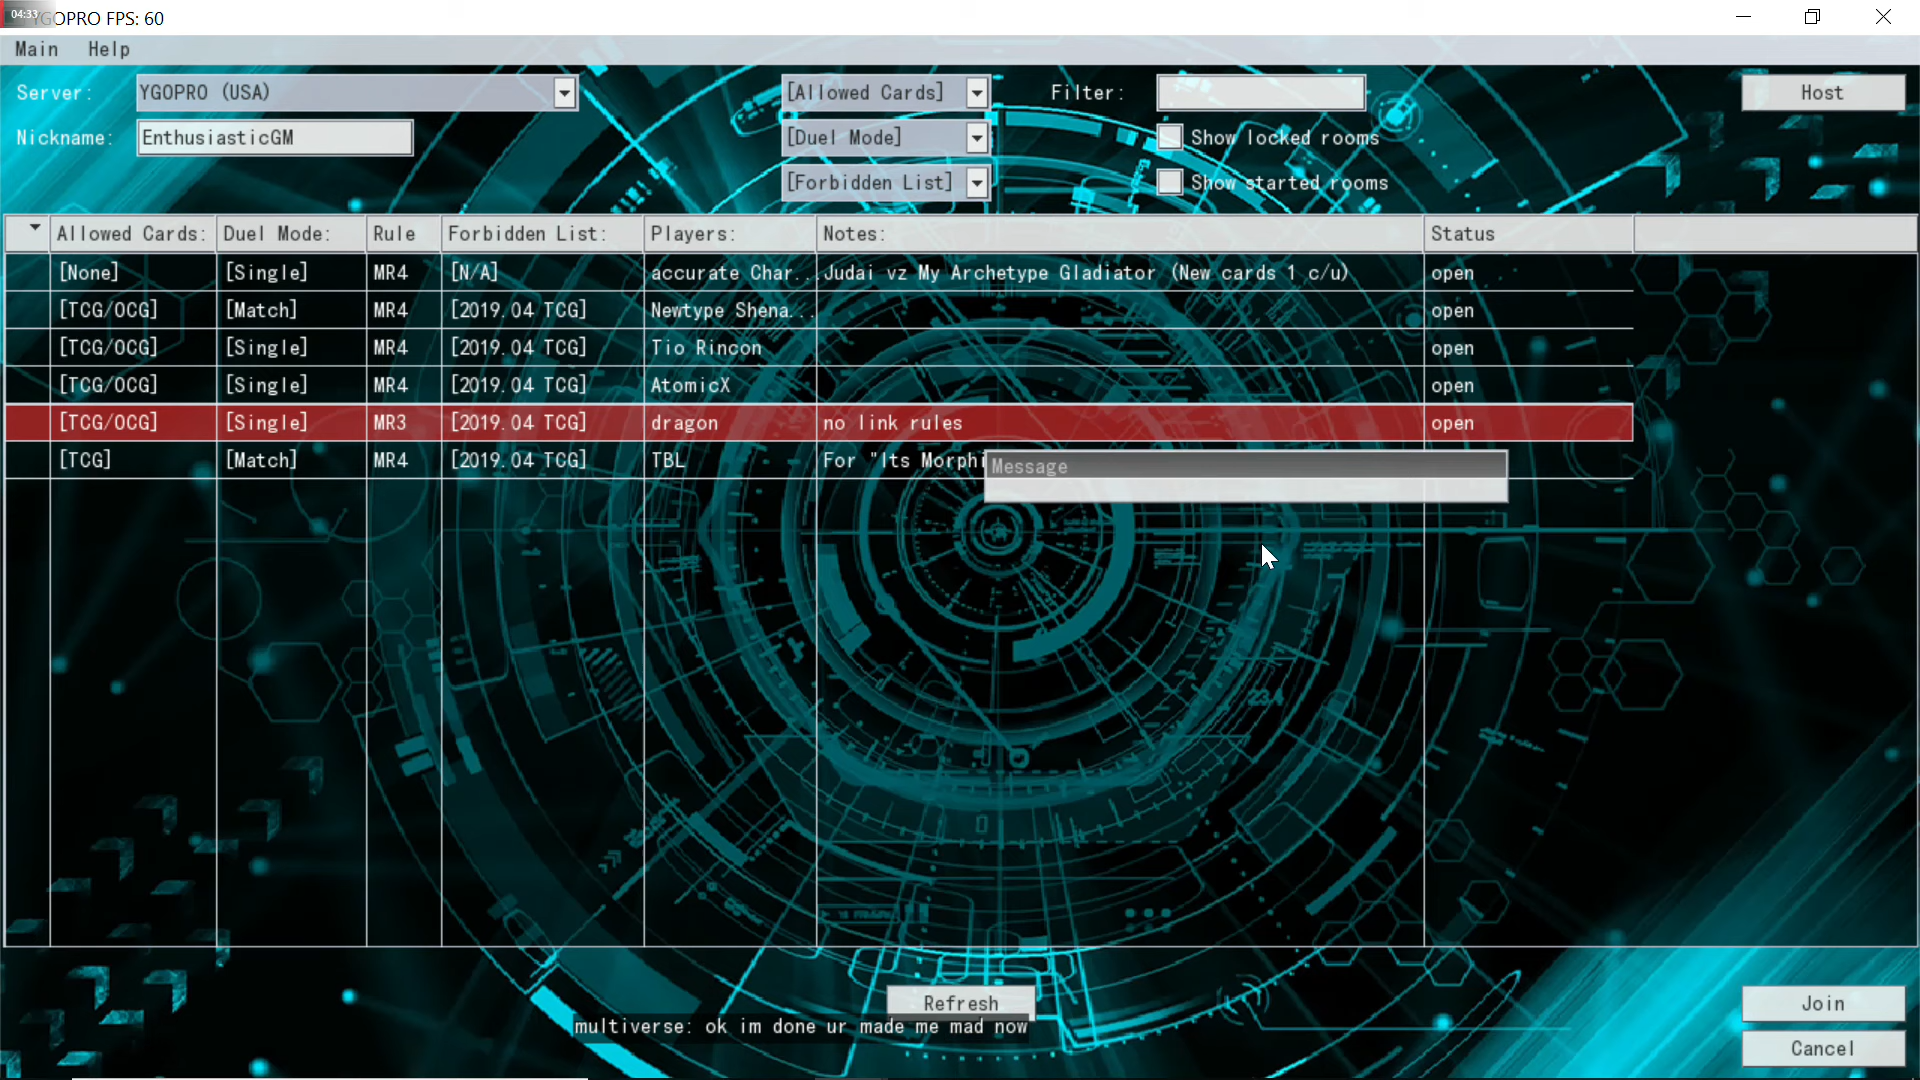 04:33 YGOPRO FPS: 60
Main Help
Server: YGOPRO (USA) [Allowed Cards] Filter: Host
Nickname: EnthusiasticGM [Duel Mode] Show locked rooms
[Forbidden List] Show started rooms
Allowed Cards: Duel Mode: Rule Forbidden List: Players: Notes: Status
[None] [Single] MR4 [N/A] accurate Char... Judai vz My Archetype Gladiator (New cards 1 c/u) open
[TCG/OCG] [Match] MR4 [2019.04 TCG] Newtype Shena... open
[TCG/OCG] [Single] MR4 [2019.04 TCG] Tio Rincon open
[TCG/OCG] [Single] MR4 [2019.04 TCG] AtomicX open
[TCG/OCG] [Single] MR3 [2019.04 TCG] dragon no link rules open
[TCG] [Match] MR4 [2019.04 TCG] TBL For "Its Morphi
Message
Refresh Join
multiverse: ok im done ur made me mad now
Cancel